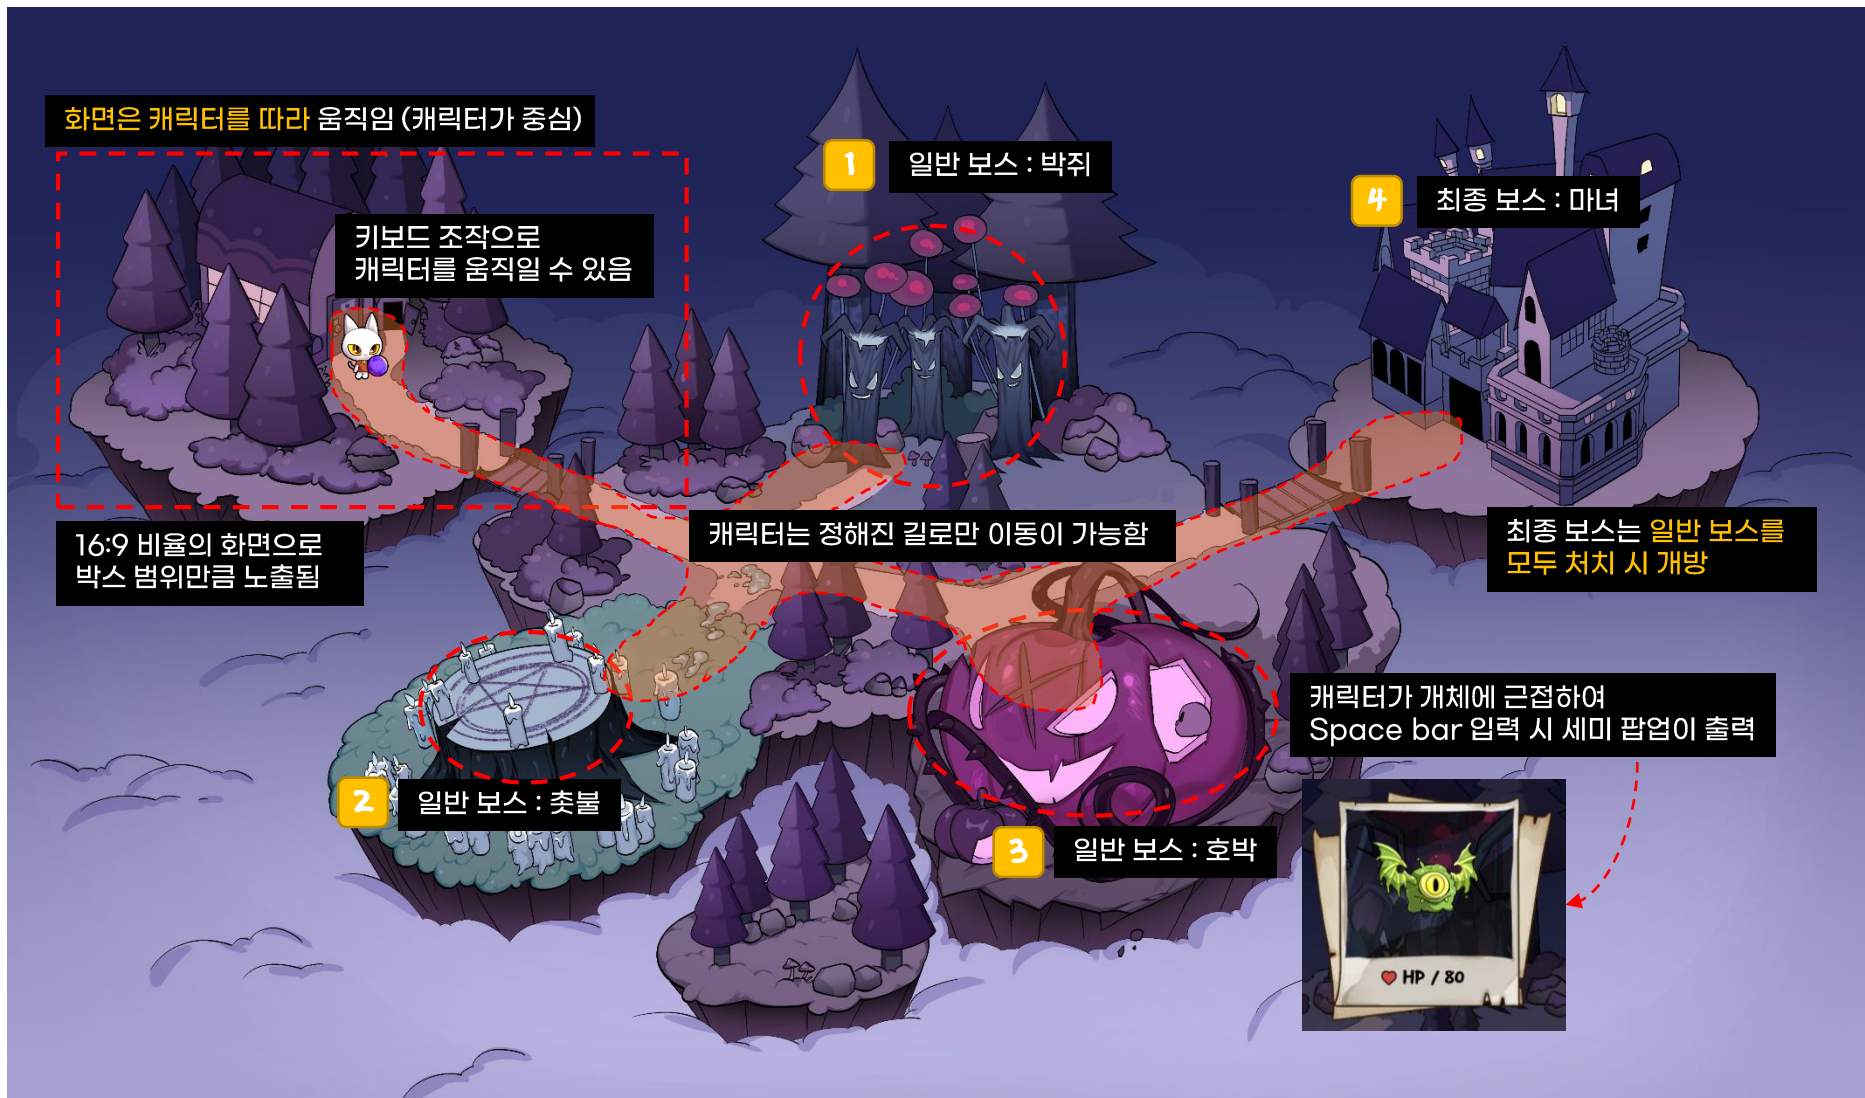 화면은 캐릭터를 따라 움직임 (캐릭터가 중심)
키보드 조작으로
캐릭터를 움직일 수 있음
1
일반 보스 : 박쥐
4
최종 보스 : 마녀
16:9 비율의 화면으로
박스 범위만큼 노출됨
캐릭터는 정해진 길로만 이동이 가능함
최종 보스는 일반 보스를
모두 처치 시 개방
2
일반 보스 : 촛불
3
일반 보스 : 호박
캐릭터가 개체에 근접하여
Space bar 입력 시 세미 팝업이 출력
HP / 80